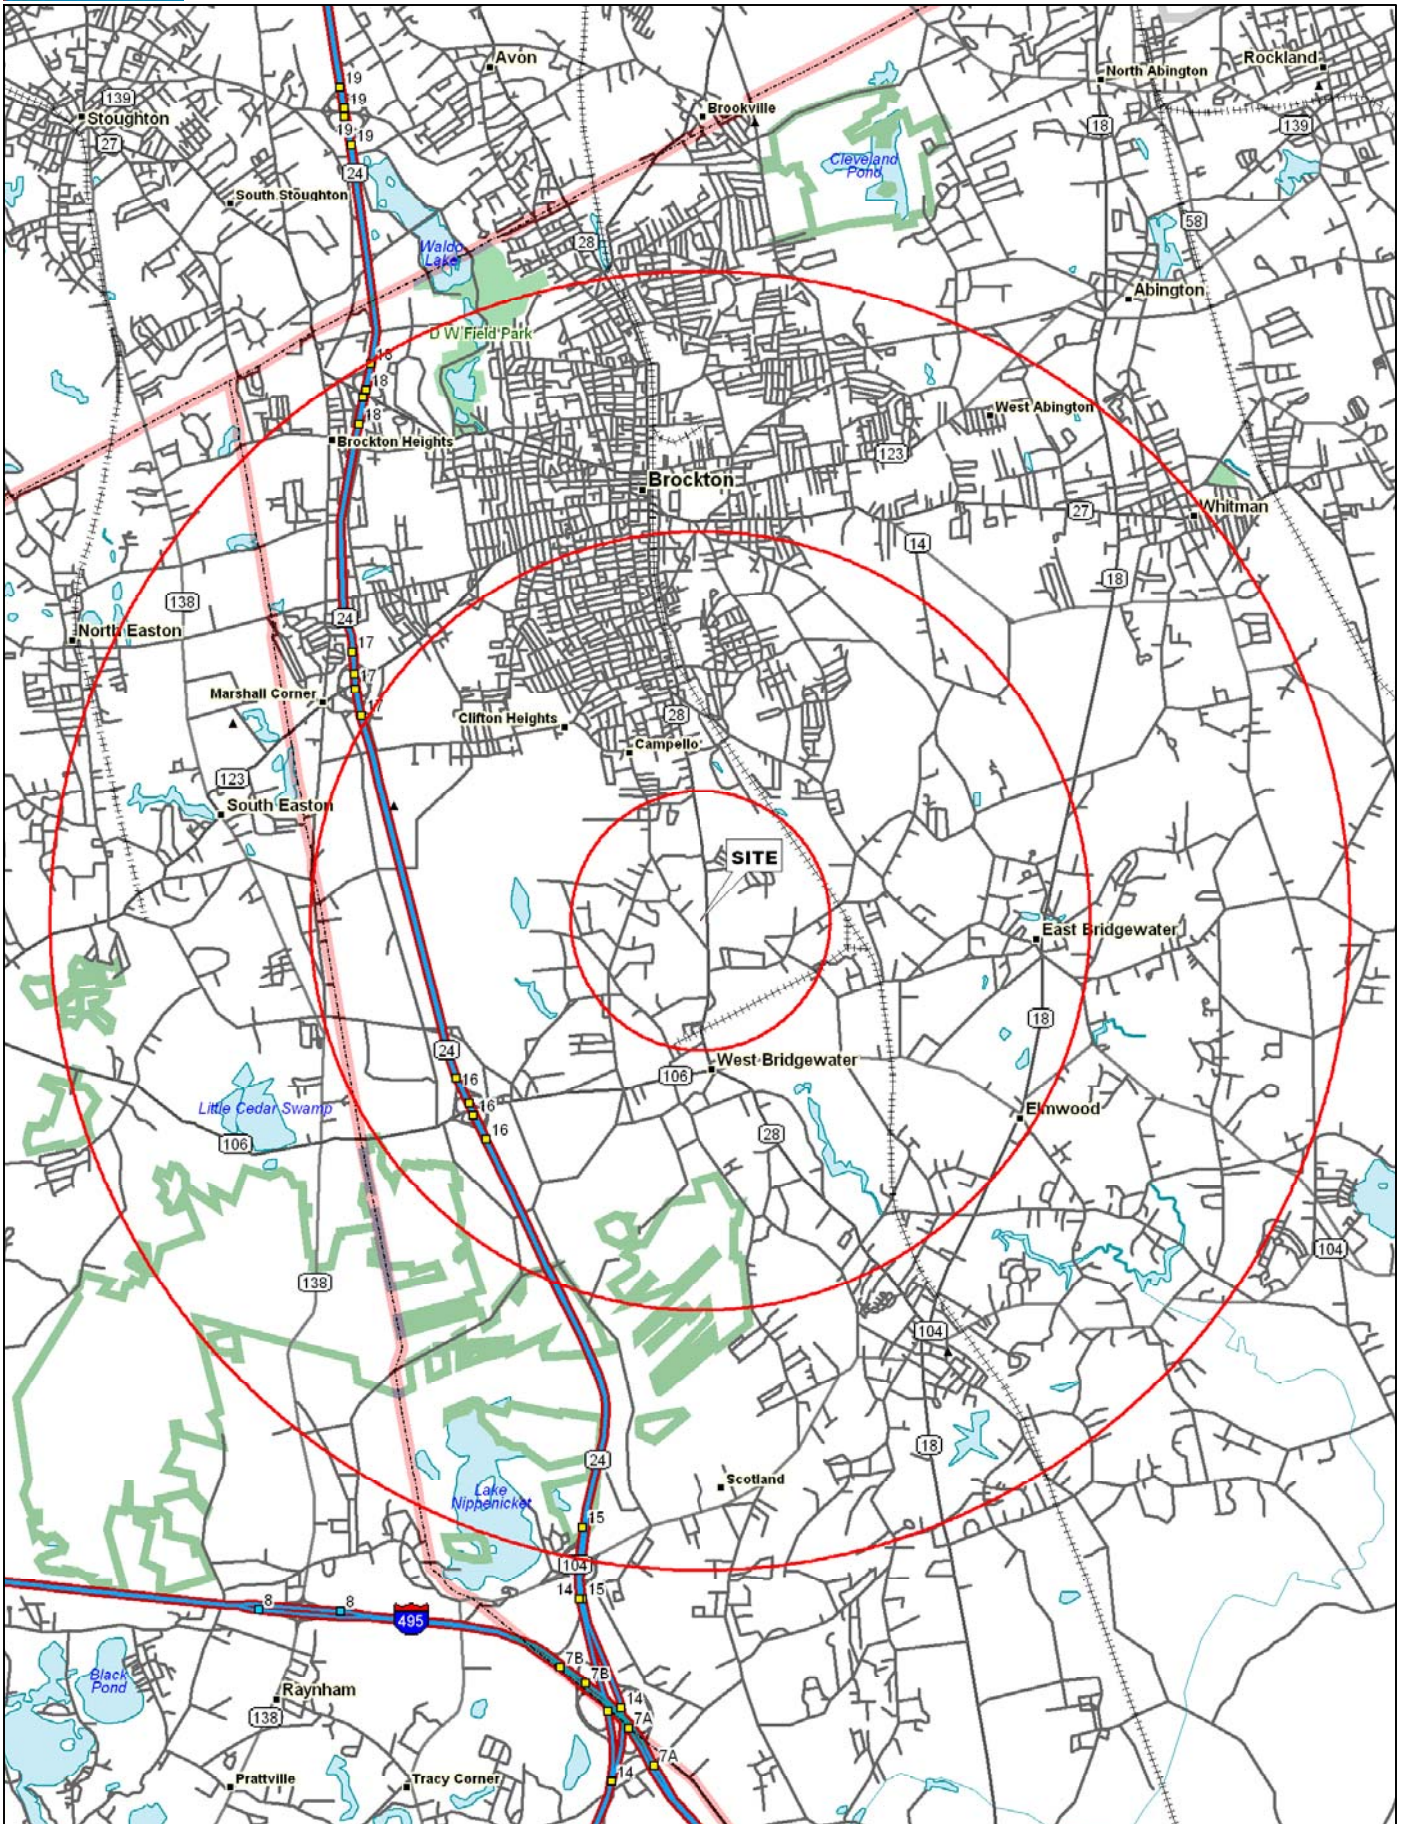 Avon
Rockland
North Abington
19
139
19
Stoughton
Brookville
18
139
19
19
27
Cleveland
Pond
24
South Stoughton
58
28
Waldo
Lake
Abington
D W Field Park
18
18
West Abington
18
Brockton Heights
123
Brockton
Whitman
27
14
18
138
24
North Easton
17
17
Marshall Corner
17
28
Clifton Heights
Campello
123
South Easton
SITE
East Bridgewater
18
24
West Bridgewater
16
106
16
Little Cedar Swamp
Elmwood
16
28
106
104
138
104
18
24
Scotland
Lake
Nippenicket
15
104
14
15
8
8
495
7B
Black
Pond
7B
Raynham
14
138
7A
7A
Prattville
Tracy Corner
14